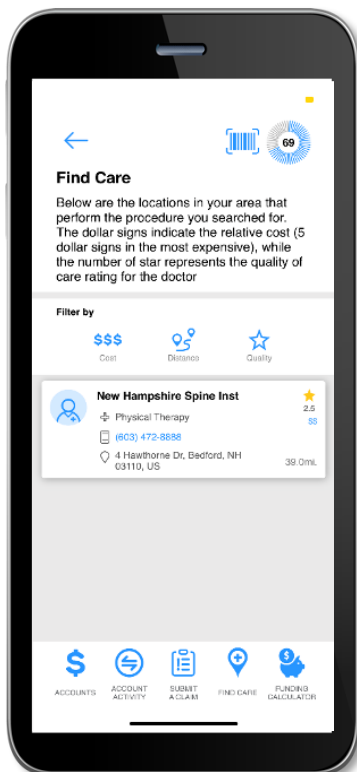 69
Find Care
Below are the locations in your area that
perform the procedure you searched for.
The dollar signs indicate the relative cost (5
dollar signs in the most expensive), while
the number of star represents the quality of
care rating for the doctor
Filter by
$$$
Cost
Distance
Quality
New Hampshire Spine Inst
2.5
Physical Therapy
$$
(603) 472-8888
4 Hawthorne Dr, Bedford, NH
03110, US
39.0mi.
$
$
ACCOUNTS
ACCOUNT
ACTIVITY
SUBMIT
A CLAIM
FIND CARE
FUNDING
CALCULATOR